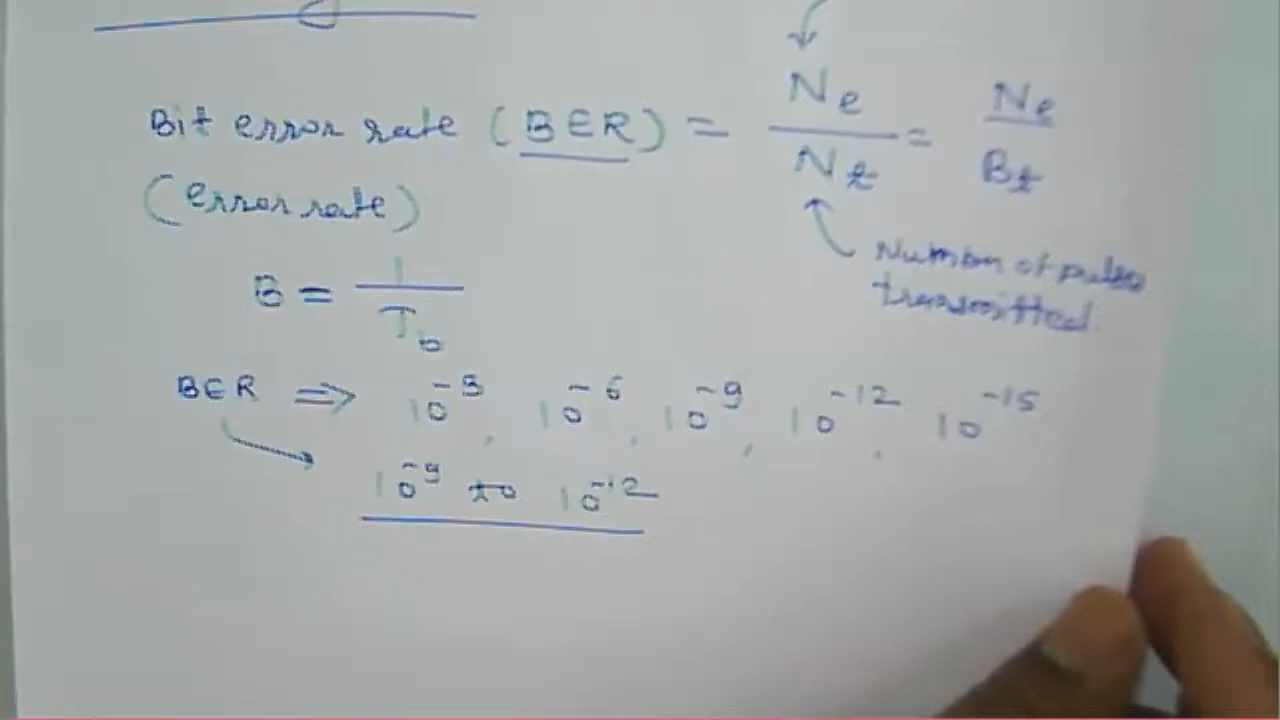 Bit error rate (BER) = Ne/Nt = Ne/Bt
(error rate)
Number of pulses
transmitted.
B = 1/Tb
BER ⇒ 10^-3, 10^-6, 10^-9, 10^-12, 10^-15
10^-9 to 10^-12